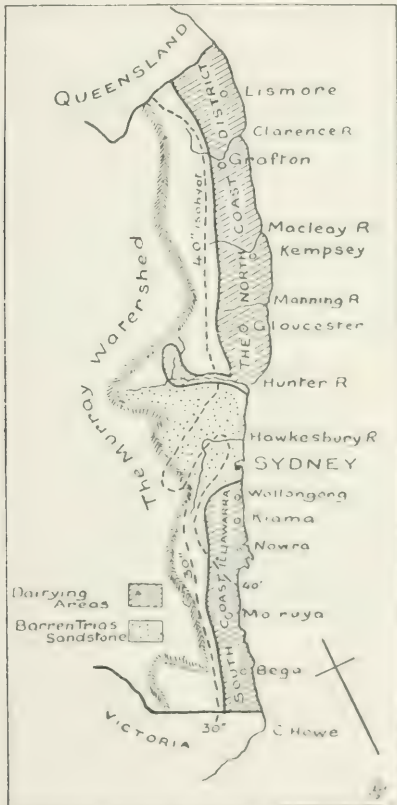 QUEENSLAND
DISTRICT
Lismore
Clarence R
Grafton
COAST
40" isohyet
Macleay R
Kempsey
NORTH
Manning R
Gloucester
THE
The Murray Watershed
Hunter R
Hawkesbury R
SYDNEY
Wollongong
Kiama
ILLAWARRA
Nowra
30"
40"
Dairying
Areas
COAST
Moruya
Barren Trias
Sandstone
SOUTH
Bega
VICTORIA
30"
C Howe